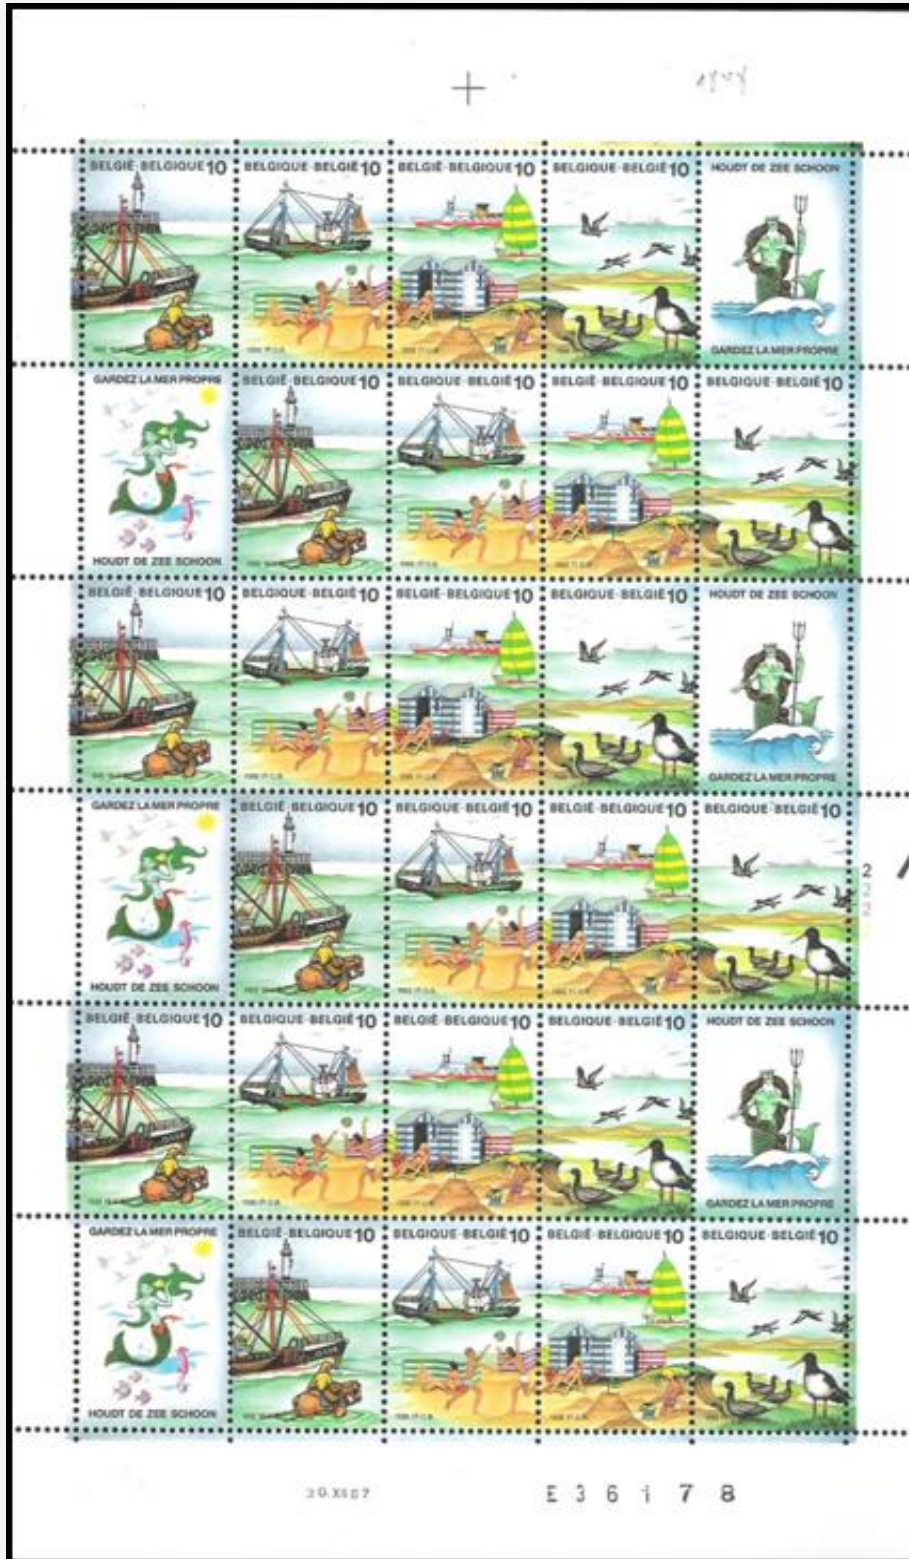 BELGIË-BELGIQUE 10 BELGIQUE-BELGIË 10 BELGIË-BELGIQUE 10 BELGIQUE-BELGIË 10 HOUDT DE ZEE SCHOON
GARDEZ LA MER PROPRE
GARDEZ LA MER PROPRE BELGIË-BELGIQUE 10 BELGIQUE-BELGIË 10 BELGIË-BELGIQUE 10 BELGIQUE-BELGIË 10
HOUDT DE ZEE SCHOON
BELGIË-BELGIQUE 10 BELGIQUE-BELGIË 10 BELGIË-BELGIQUE 10 BELGIQUE-BELGIË 10 HOUDT DE ZEE SCHOON
GARDEZ LA MER PROPRE
GARDEZ LA MER PROPRE BELGIË-BELGIQUE 10 BELGIQUE-BELGIË 10 BELGIË-BELGIQUE 10 BELGIQUE-BELGIË 10
2
2
2
HOUDT DE ZEE SCHOON
BELGIË-BELGIQUE 10 BELGIQUE-BELGIË 10 BELGIË-BELGIQUE 10 BELGIQUE-BELGIË 10 HOUDT DE ZEE SCHOON
GARDEZ LA MER PROPRE
GARDEZ LA MER PROPRE BELGIË-BELGIQUE 10 BELGIQUE-BELGIË 10 BELGIË-BELGIQUE 10 BELGIQUE-BELGIË 10
HOUDT DE ZEE SCHOON
E 3 6 1 7 8